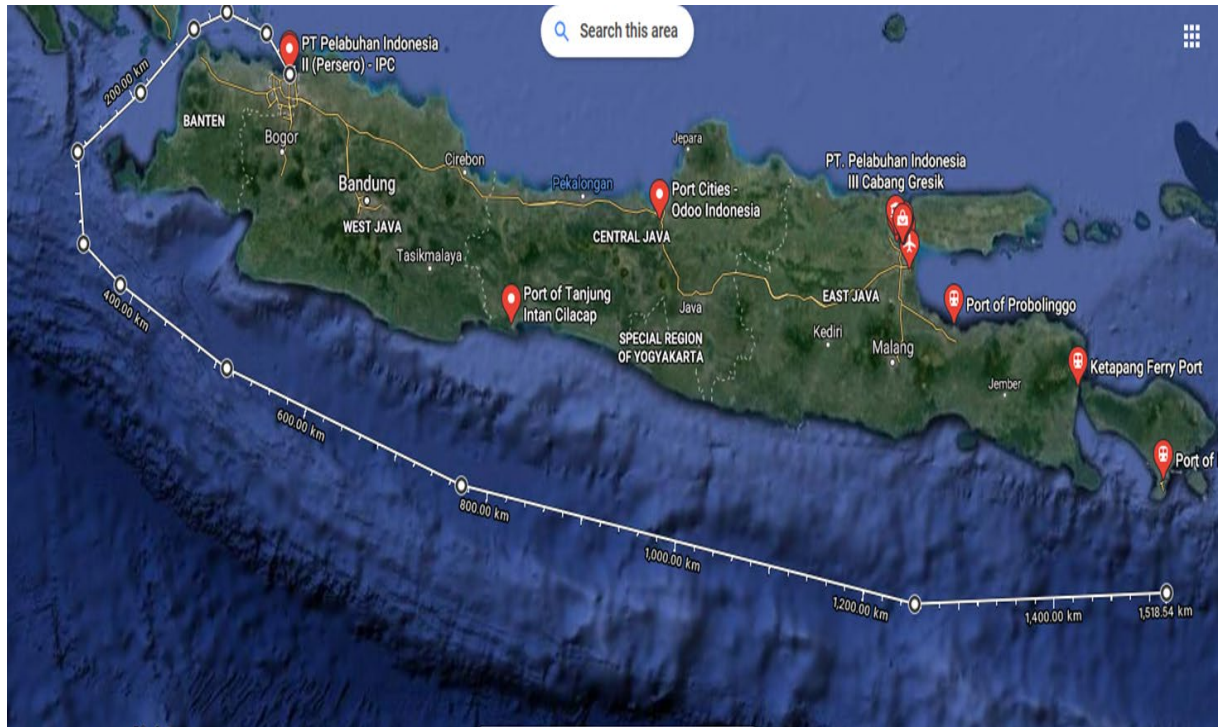 Search this area
PT Pelabuhan Indonesia
II (Persero) - IPC
200.00 km
BANTEN
Bogor
Jepara
Cirebon
PT. Pelabuhan Indonesia
III Cabang Gresik
Bandung
Pekalongan
Port Cities -
Odoo Indonesia
WEST JAVA
CENTRAL JAVA
Tasikmalaya
400.00 km
Port of Tanjung
Intan Cilacap
Java
EAST JAVA
Port of Probolinggo
SPECIAL REGION
OF YOGYAKARTA
Kediri
Malang
Ketapang Ferry Port
Jember
600.00 km
Port of
800.00 km
1,000.00 km
1,200.00 km
1,400.00 km
1,518.54 km